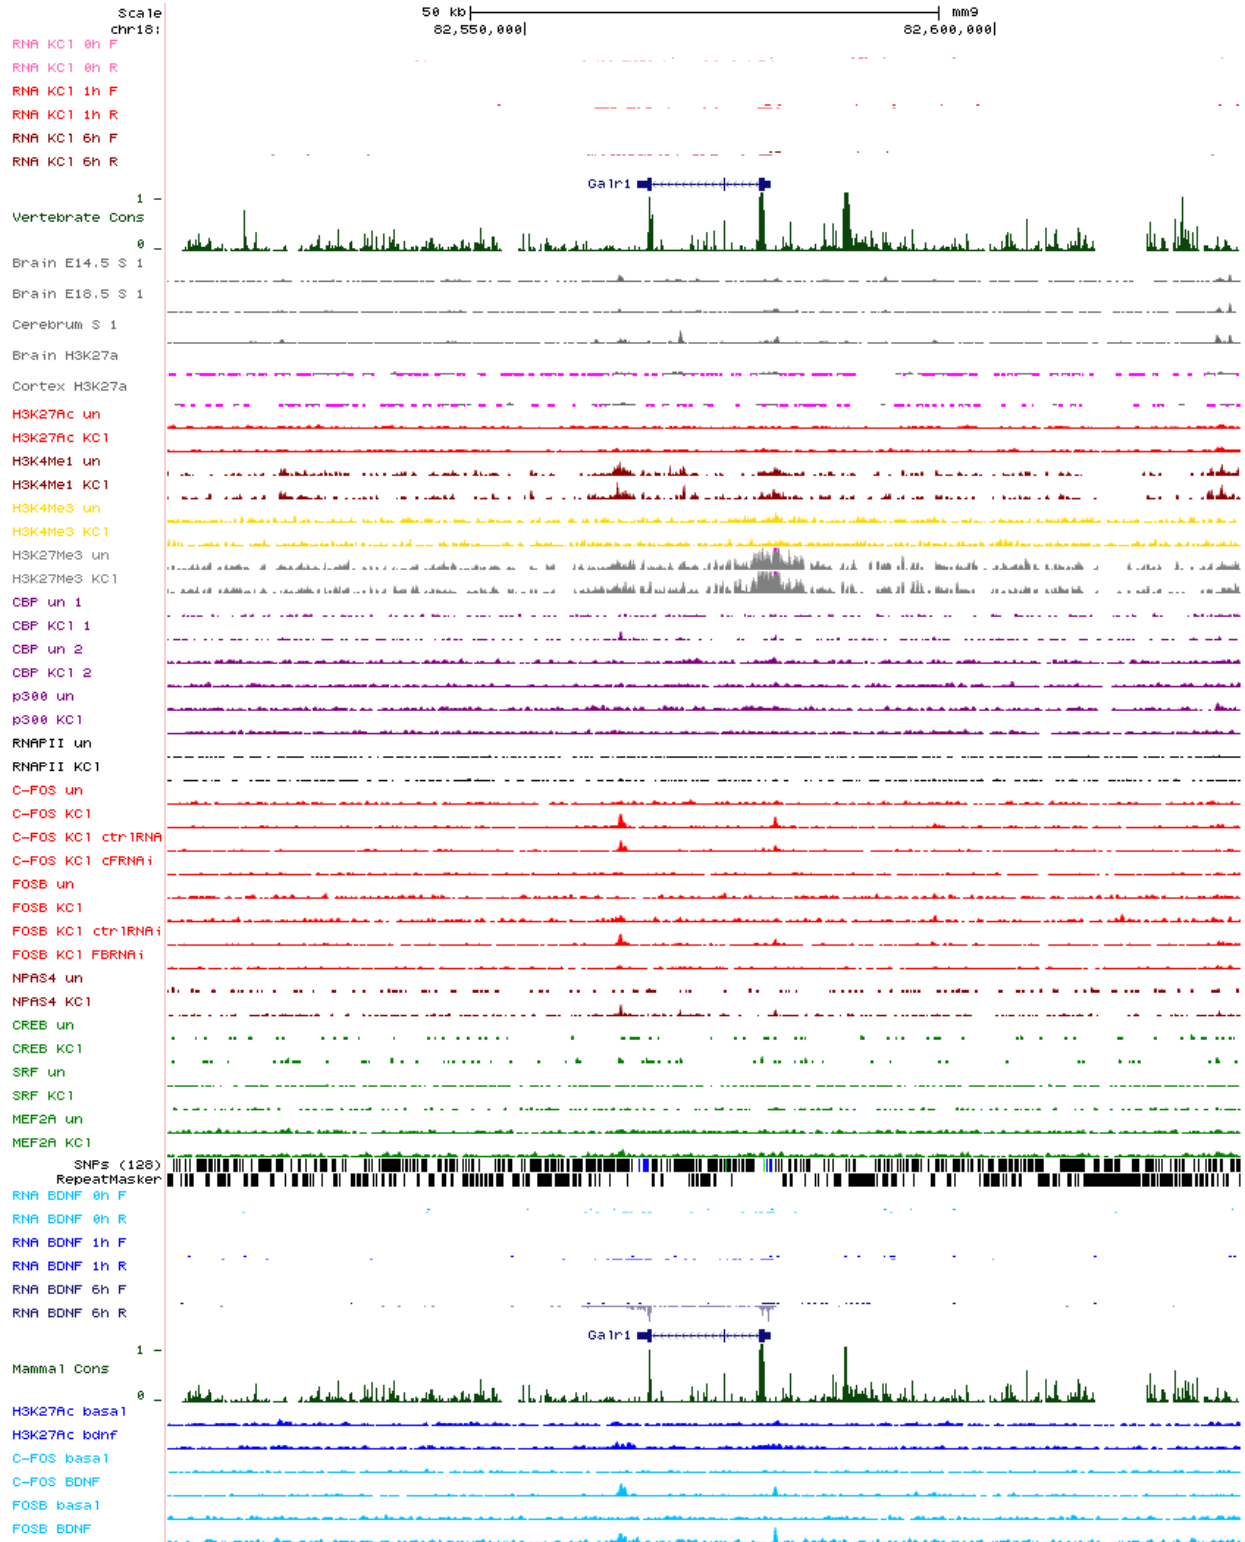 Scale 50 kb mm9
chr18: 82,550,000 82,600,000
RNA KCl 0h F
RNA KCl 0h R
RNA KCl 1h F
RNA KCl 1h R
RNA KCl 6h F
RNA KCl 6h R
Galr1
1
Vertebrate Cons
0
Brain E14.5 S 1
Brain E18.5 S 1
Cerebrum S 1
Brain H3K27a
Cortex H3K27a
H3K27Ac un
H3K27Ac KCl
H3K4Me1 un
H3K4Me1 KCl
H3K4Me3 un
H3K4Me3 KCl
H3K27Me3 un
H3K27Me3 KCl
CBP un 1
CBP KCl 1
CBP un 2
CBP KCl 2
p300 un
p300 KCl
RNAPII un
RNAPII KCl
C-FOS un
C-FOS KCl
C-FOS KCl ctrlRNA
C-FOS KCl cFRNAi
FOSB un
FOSB KCl
FOSB KCl ctrlRNAi
FOSB KCl FBRNAi
NPAS4 un
NPAS4 KCl
CREB un
CREB KCl
SRF un
SRF KCl
MEF2A un
MEF2A KCl
SNPs (128)
RepeatMasker
RNA BDNF 0h F
RNA BDNF 0h R
RNA BDNF 1h F
RNA BDNF 1h R
RNA BDNF 6h F
RNA BDNF 6h R
Galr1
1
Mammal Cons
0
H3K27Ac basal
H3K27Ac bdnf
C-FOS basal
C-FOS BDNF
FOSB basal
FOSB BDNF